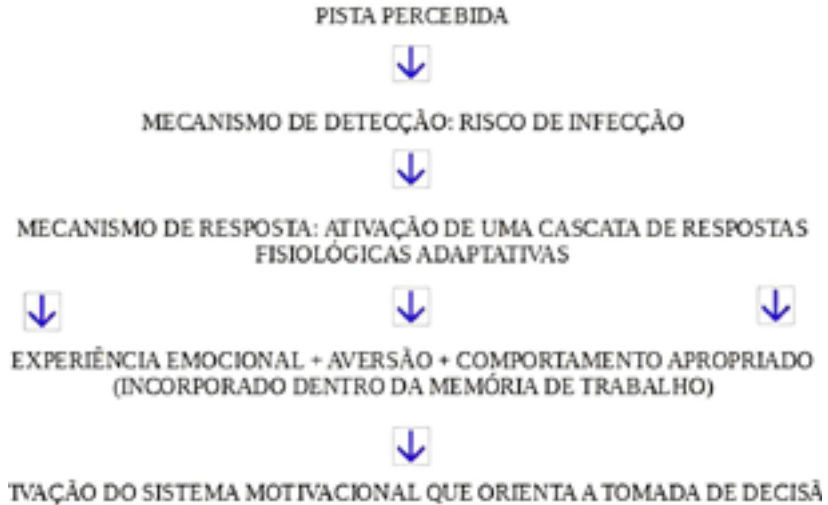 PISTA PERCEBIDA
MECANISMO DE DETECÇÃO: RISCO DE INFECÇÃO
MECANISMO DE RESPOSTA: ATIVAÇÃO DE UMA CASCATA DE RESPOSTAS
FISIOLÓGICAS ADAPTATIVAS
EXPERIÊNCIA EMOCIONAL + AVERSÃO + COMPORTAMENTO APROPRIADO
(INCORPORADO DENTRO DA MEMÓRIA DE TRABALHO)
TVAÇÃO DO SISTEMA MOTIVACIONAL QUE ORIENTA A TOMADA DE DECISÃ